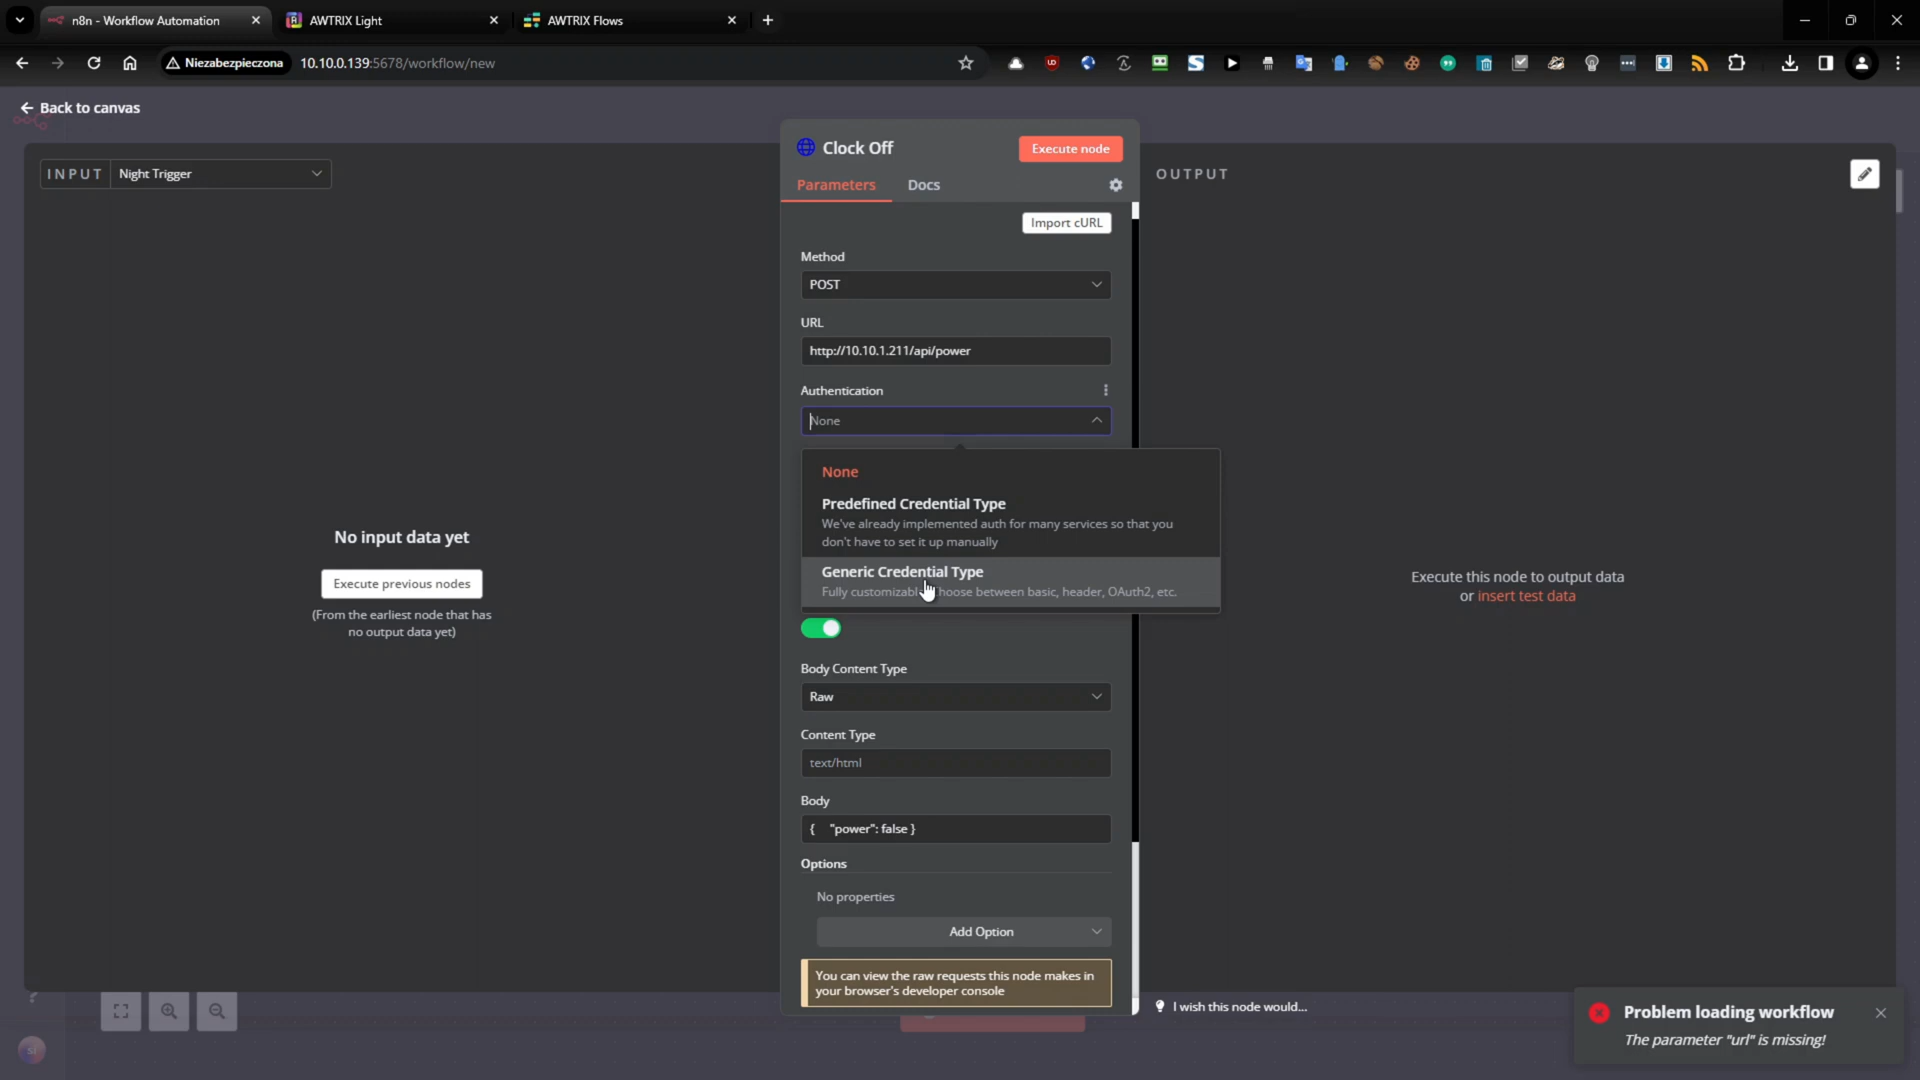 n8n - Workflow Automation
AWTRIX Light
AWTRIX Flows
Niezabezpieczona
10.10.0.139:5678/workflow/new
Back to canvas
INPUT
Night Trigger
No input data yet
Execute previous nodes
(From the earliest node that has
no output data yet)
Clock Off
Execute node
Parameters
Docs
Import cURL
Method
POST
URL
http://10.10.1.211/api/power
Authentication
None
None
Predefined Credential Type
We've already implemented auth for many services so that you
don't have to set it up manually
Generic Credential Type
Fully customizabl hoose between basic, header, OAuth2, etc.
Body Content Type
Raw
Content Type
text/html
Body
{ "power": false }
Options
No properties
Add Option
You can view the raw requests this node makes in
your browser's developer console
OUTPUT
Execute this node to output data
or insert test data
I wish this node would...
Problem loading workflow
The parameter "url" is missing!